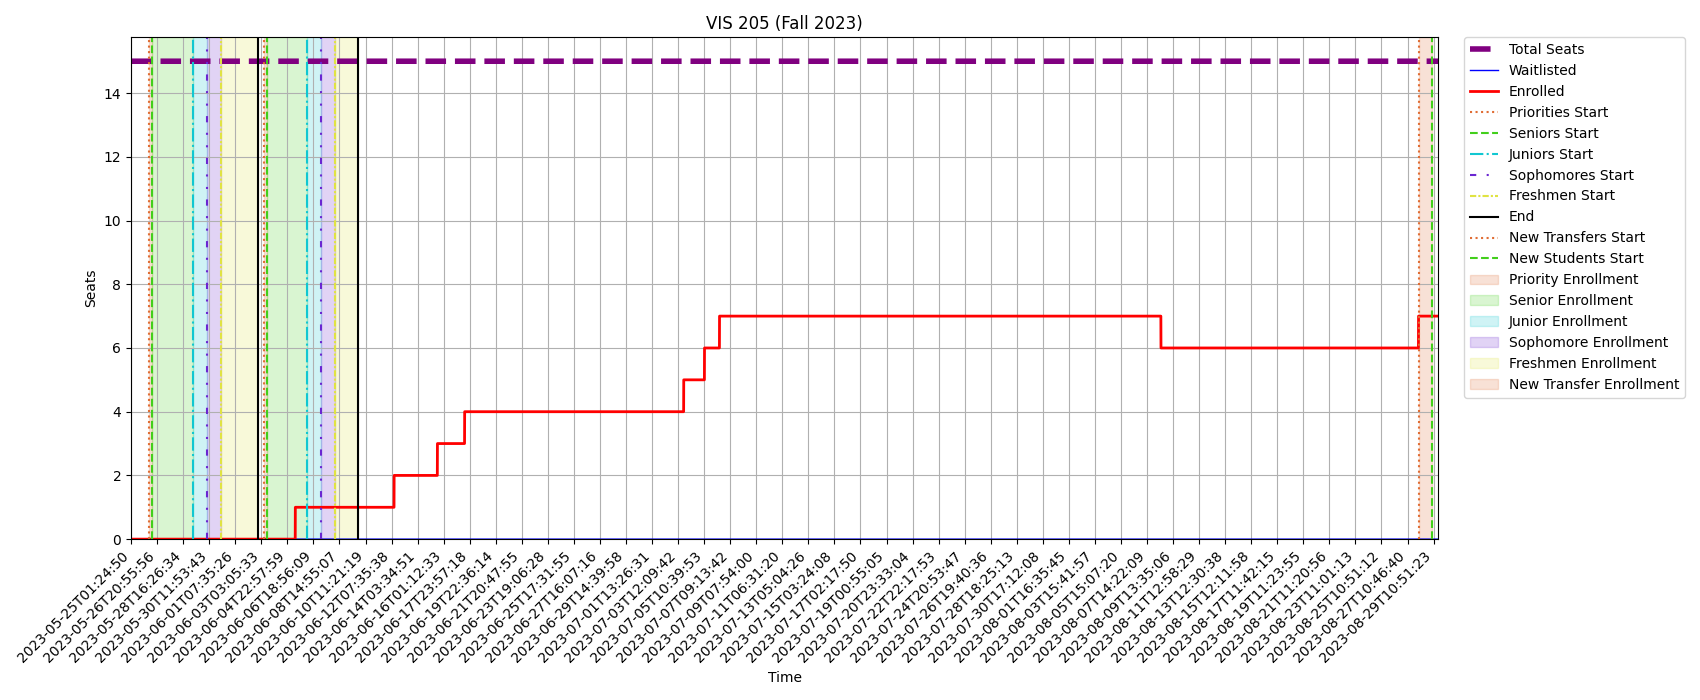 VIS 205 (Fall 2023)
Seats
14
12
10
8
6
4
2
0
2023-05-25T01:24:50
2023-05-26T20:55:56
2023-05-28T16:26:34
2023-05-30T11:53:43
2023-06-01T07:35:26
2023-06-03T03:05:33
2023-06-04T22:57:59
2023-06-06T18:56:09
2023-06-08T14:55:07
2023-06-10T11:21:19
2023-06-12T07:35:38
2023-06-14T03:34:51
2023-06-16T01:12:33
2023-06-17T23:57:18
2023-06-19T22:36:14
2023-06-21T20:47:55
2023-06-23T19:06:28
2023-06-25T17:31:55
2023-06-27T16:07:16
2023-06-29T14:39:58
2023-07-01T13:26:31
2023-07-03T12:09:42
2023-07-05T10:39:53
2023-07-07T09:13:42
2023-07-09T07:54:00
2023-07-11T06:31:20
2023-07-13T05:04:26
2023-07-15T03:24:08
2023-07-17T02:17:50
2023-07-19T00:55:05
2023-07-20T23:33:04
2023-07-22T22:17:53
2023-07-24T20:53:47
2023-07-26T19:40:36
2023-07-28T18:25:13
2023-07-30T17:12:08
2023-08-01T16:35:45
2023-08-03T15:41:57
2023-08-05T15:07:20
2023-08-07T14:22:09
2023-08-09T13:35:06
2023-08-11T12:58:29
2023-08-13T12:30:38
2023-08-15T12:11:58
2023-08-17T11:42:15
2023-08-19T11:23:55
2023-08-21T11:20:56
2023-08-23T11:01:13
2023-08-25T10:51:12
2023-08-27T10:46:40
2023-08-29T10:51:23
Time
Total Seats
Waitlisted
Enrolled
Priorities Start
Seniors Start
Juniors Start
Sophomores Start
Freshmen Start
End
New Transfers Start
New Students Start
Priority Enrollment
Senior Enrollment
Junior Enrollment
Sophomore Enrollment
Freshmen Enrollment
New Transfer Enrollment